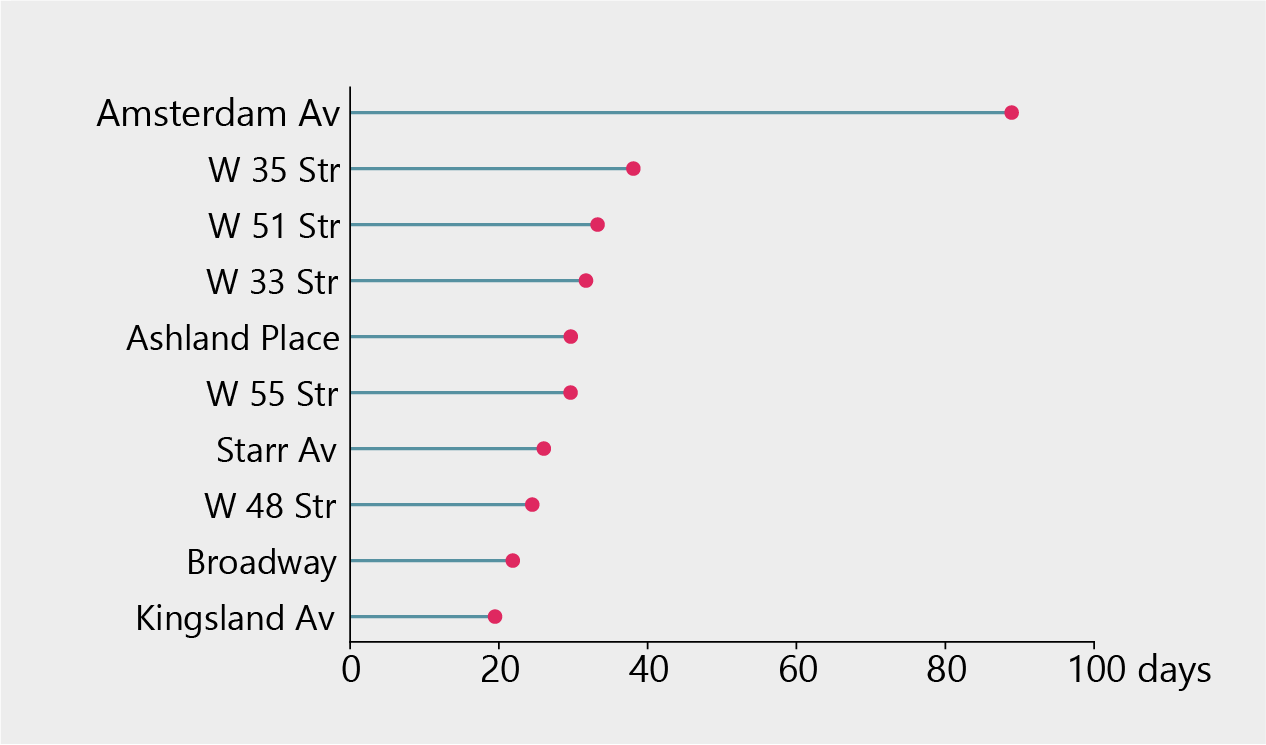 Amsterdam Av
W 35 Str
W 51 Str
W 33 Str
Ashland Place
W 55 Str
Starr Av
W 48 Str
Broadway
Kingsland Av
0 20 40 60 80 100 days